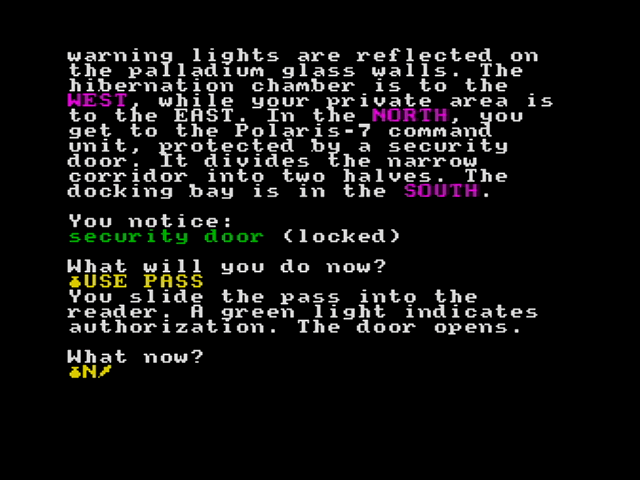 warning lights are reflected on
the palladium glass walls. The
hibernation chamber is to the
WEST, while your private area is
to the EAST. In the NORTH, you
get to the Polaris-7 command
unit, protected by a security
door. It divides the narrow
corridor into two halves. The
docking bay is in the SOUTH.
You notice:
security door (locked)
What will you do now?
USE PASS
You slide the pass into the
reader. A green light indicates
authorization. The door opens.
What now?
N